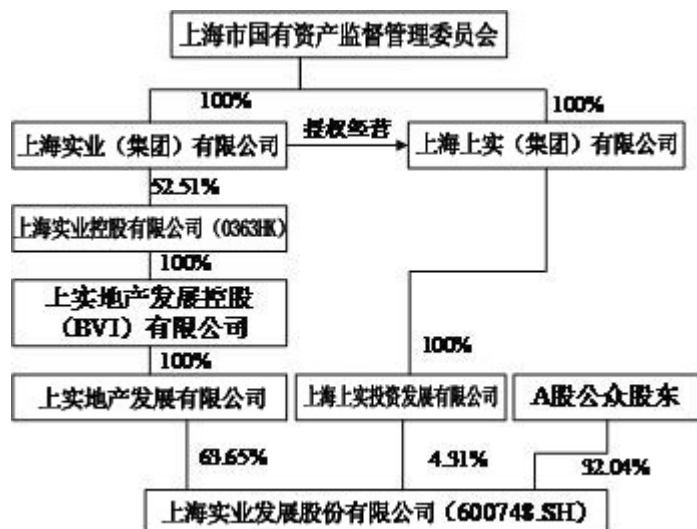 上海市国有资产监督管理委员会
100%
100%
上海实业（集团）有限公司
授权经营
上海上实（集团）有限公司
52.51%
上海实业控股有限公司（0363HK）
100%
上实地产发展控股
（BVI）有限公司
100%
100%
上实地产发展有限公司
上海上实投资发展有限公司
A股公众股东
63.65%
4.31%
32.04%
上海实业发展股份有限公司（600748.SH）